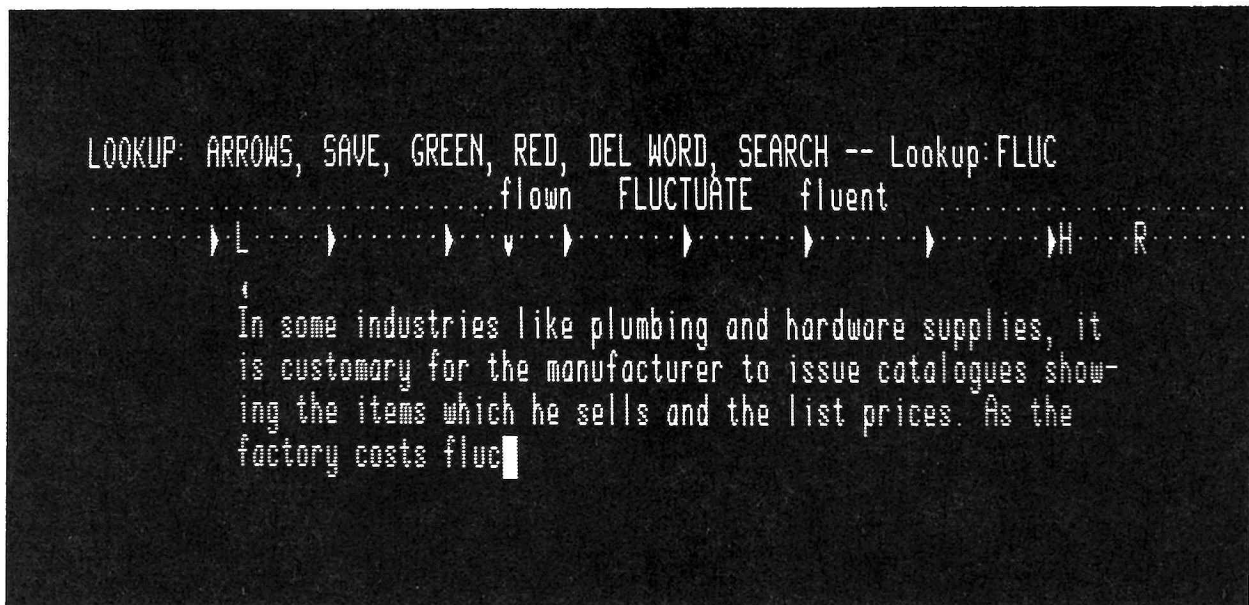 LOOKUP: ARROWS, SAVE, GREEN, RED, DEL WORD, SEARCH -- Lookup:FLUC
flown FLUCTUATE fluent
L H R
In some industries like plumbing and hardware supplies, it
is customary for the manufacturer to issue catalogues show-
ing the items which he sells and the list prices. As the
factory costs fluc